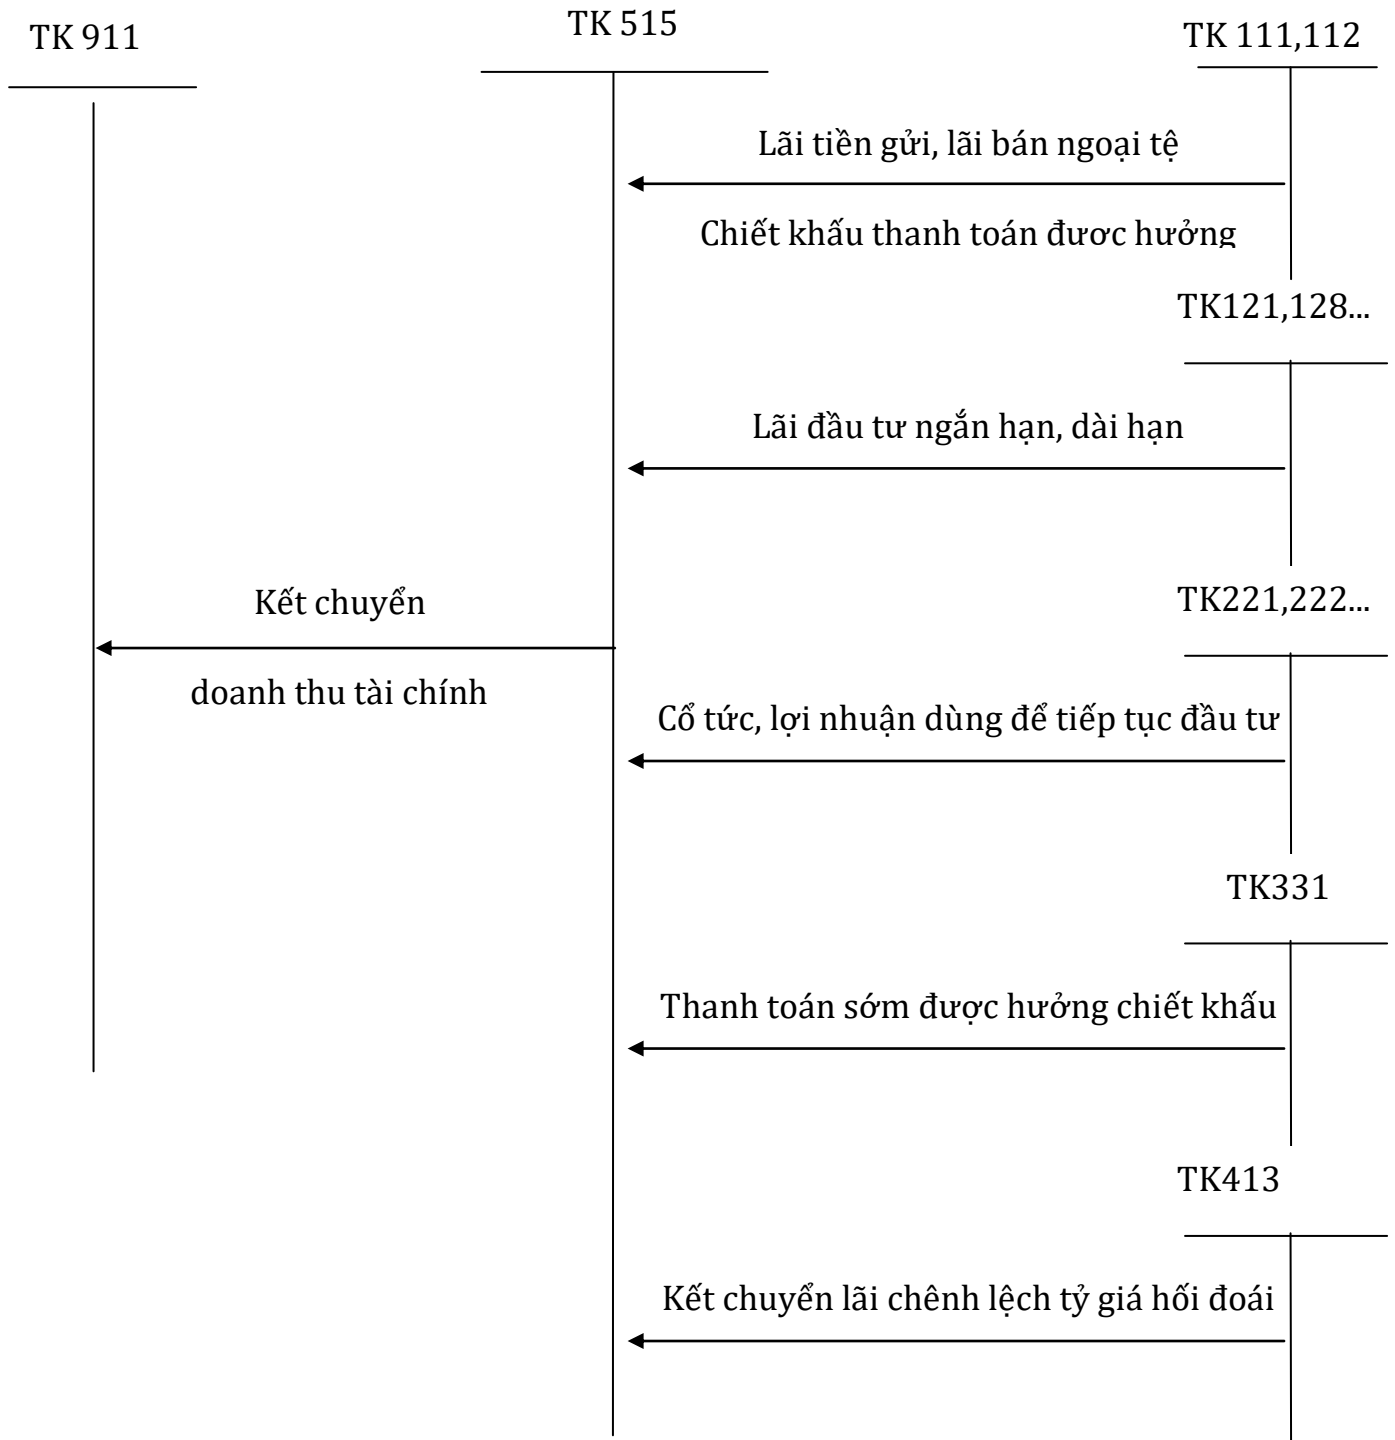 TK 911
TK 515
TK 111,112
Lãi tiền gửi, lãi bán ngoại tệ
Chiết khấu thanh toán đươc hưởng
TK121,128...
Lãi đầu tư ngắn hạn, dài hạn
Kết chuyển
doanh thu tài chính
TK221,222...
Cổ tức, lợi nhuận dùng để tiếp tục đầu tư
TK331
Thanh toán sớm được hưởng chiết khấu
TK413
Kết chuyển lãi chênh lệch tỷ giá hối đoái